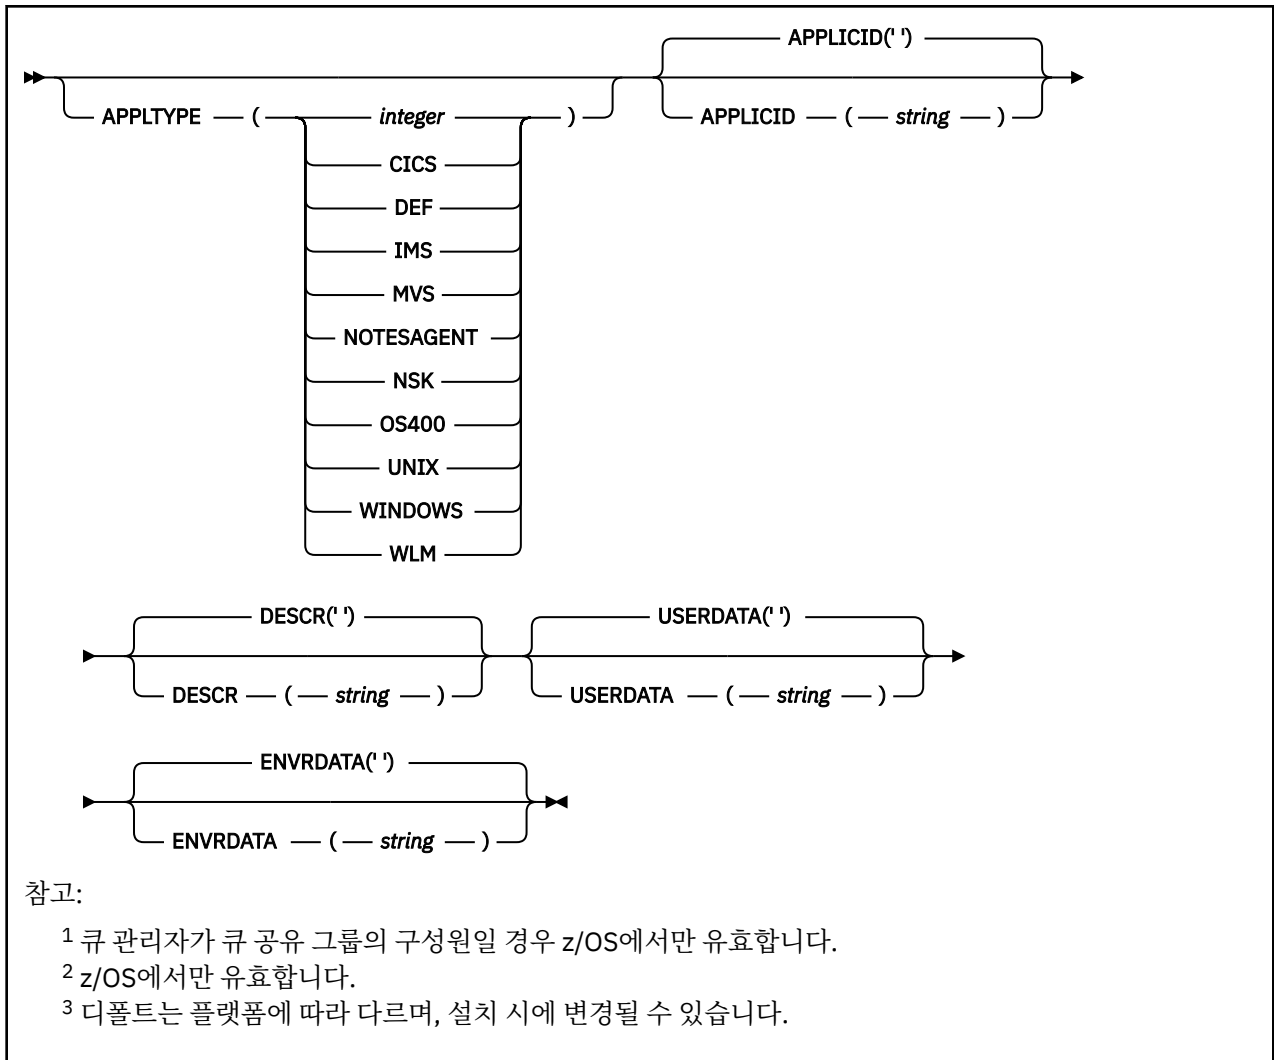 APPLICID(' ')
APPLTYPE ( integer ) APPLICID ( string )
CICS
DEF
IMS
MVS
NOTESAGENT
NSK
OS400
UNIX
WINDOWS
WLM
DESCR(' ') USERDATA(' ')
DESCR ( string ) USERDATA ( string )
ENVRDATA(' ')
ENVRDATA ( string )
참고:
1 큐 관리자가 큐 공유 그룹의 구성원일 경우 z/OS에서만 유효합니다.
2 z/OS에서만 유효합니다.
3 디폴트는 플랫폼에 따라 다르며, 설치 시에 변경될 수 있습니다.